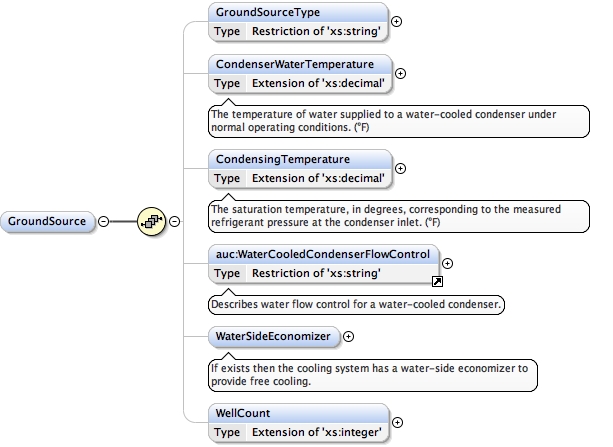 GroundSourceType
Type Restriction of 'xs:string'
CondenserWaterTemperature
Type Extension of 'xs:decimal'
The temperature of water supplied to a water-cooled condenser under
normal operating conditions. (°F)
CondensingTemperature
Type Extension of 'xs:decimal'
GroundSource
The saturation temperature, in degrees, corresponding to the measured
refrigerant pressure at the condenser inlet. (°F)
auc:WaterCooledCondenserFlowControl
Type Restriction of 'xs:string'
Describes water flow control for a water-cooled condenser.
WaterSideEconomizer
If exists then the cooling system has a water-side economizer to
provide free cooling.
WellCount
Type Extension of 'xs:integer'